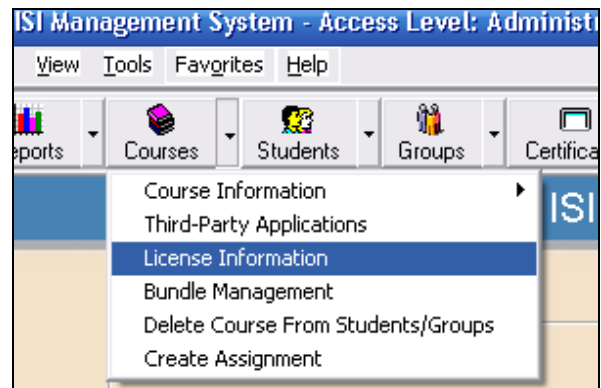 ISI Management System - Access Level: Administ
View Tools Favorites Help
eports Courses Students Groups Certifica
Course Information
ISI
Third-Party Applications
License Information
Bundle Management
Delete Course From Students/Groups
Create Assignment